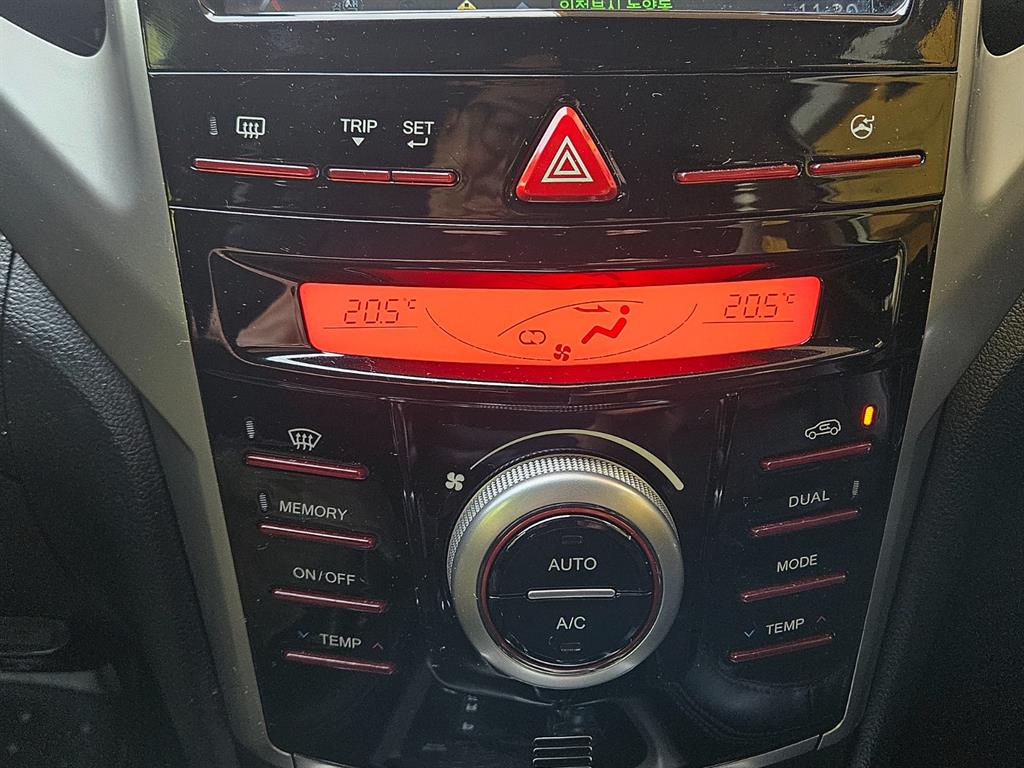 TRIP SET
20.5°C 20.5°C
MEMORY
DUAL
AUTO
MODE
ON/OFF
A/C
TEMP
TEMP